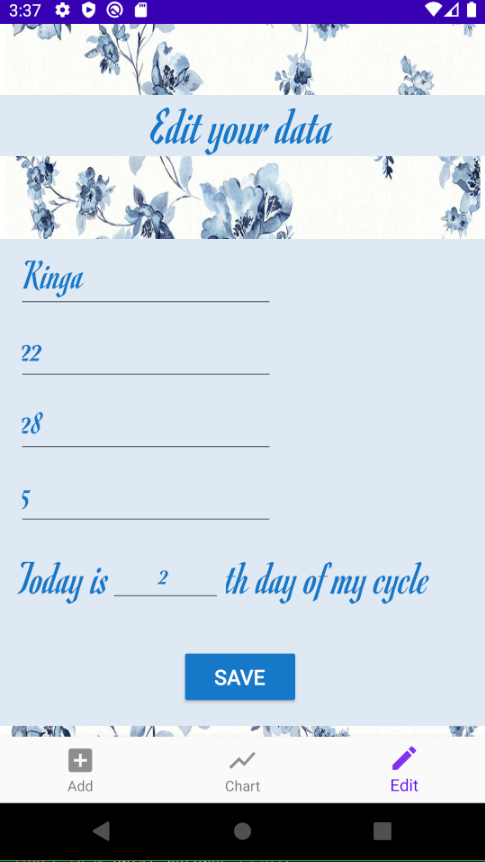 3:37
Edit your data
Kinga
22
28
5
Today is 2 th day of my cycle
SAVE
Add Chart Edit